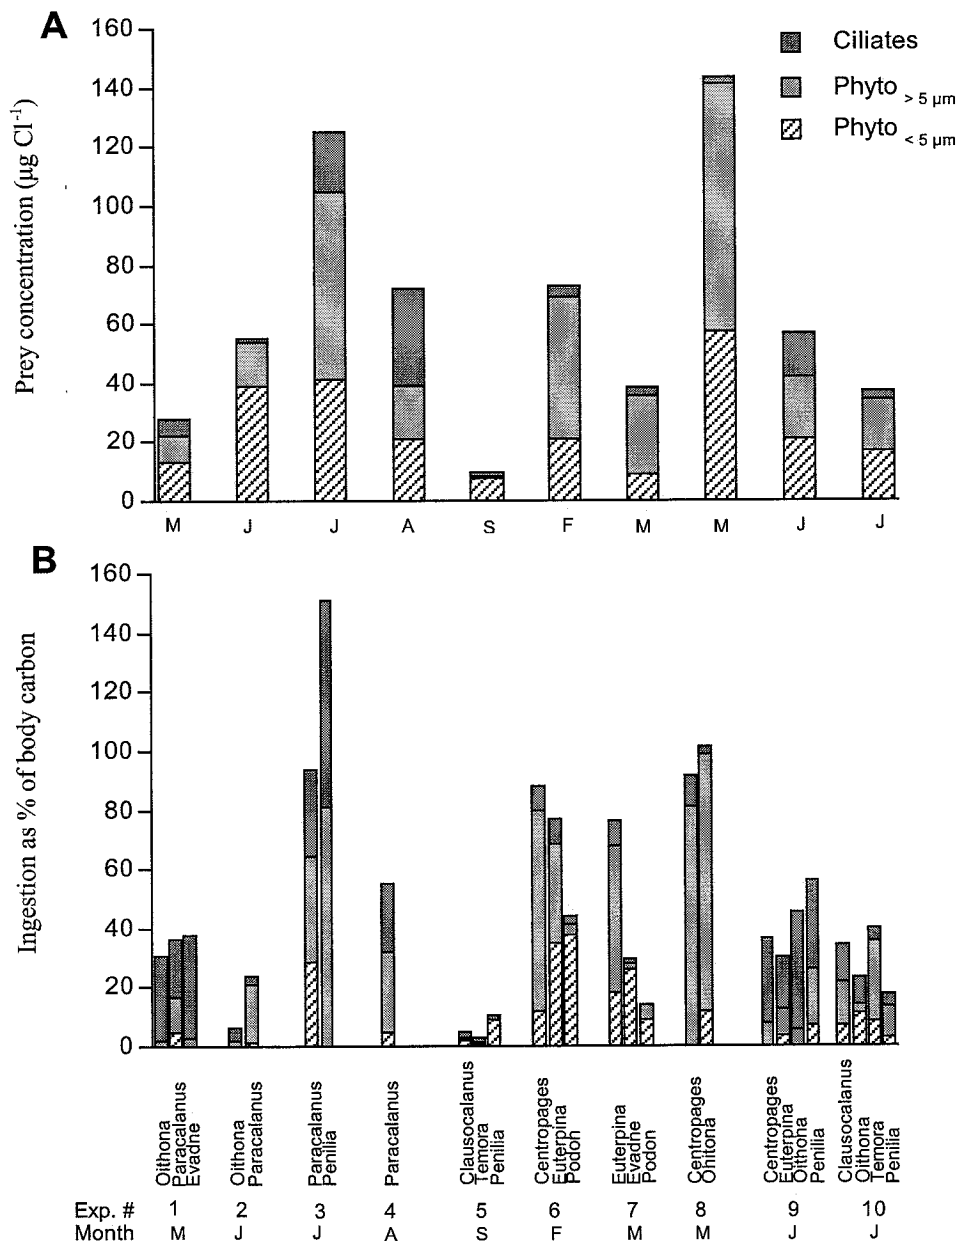 A
Prey concentration (µg Cl⁻¹)
160
140
120
100
80
60
40
20
0
Ciliates
Phyto > 5 µm
Phyto < 5 µm
M J J A S F M M J J
B
Ingestion as % of body carbon
160
140
120
100
80
60
40
20
0
Oithona
Paracalanus
Evadne
Oithona
Paracalanus
Paracalanus
Penilia
Paracalanus
Clausocalanus
Temora
Penilia
Centropages
Euterpina
Podon
Euterpina
Evadne
Podon
Centropages
Ohitona
Centropages
Euterpina
Oithona
Penilia
Clausocalanus
Oithona
Temora
Penilia
Exp. # 1 2 3 4 5 6 7 8 9 10
Month M J J A S F M M J J